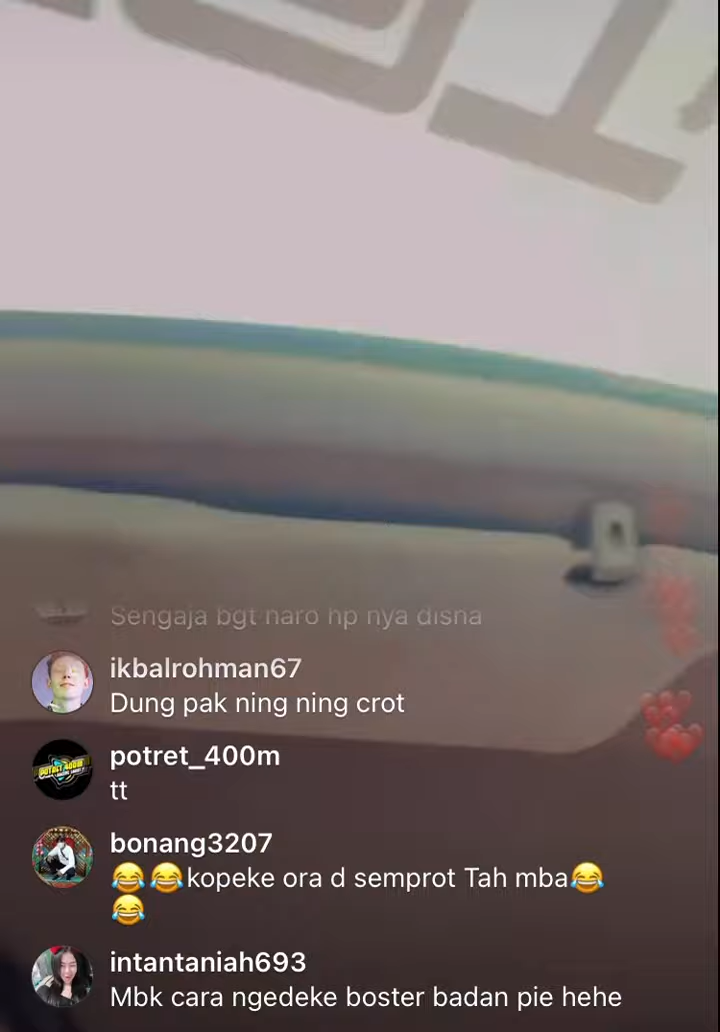 Sengaja bgt naro hp nya disna
ikbalrohman67
Dung pak ning ning crot
potret_400m
tt
bonang3207
😂😂kopeke ora d semprot Tah mba😂
😂
intantaniah693
Mbk cara ngedeke boster badan pie hehe